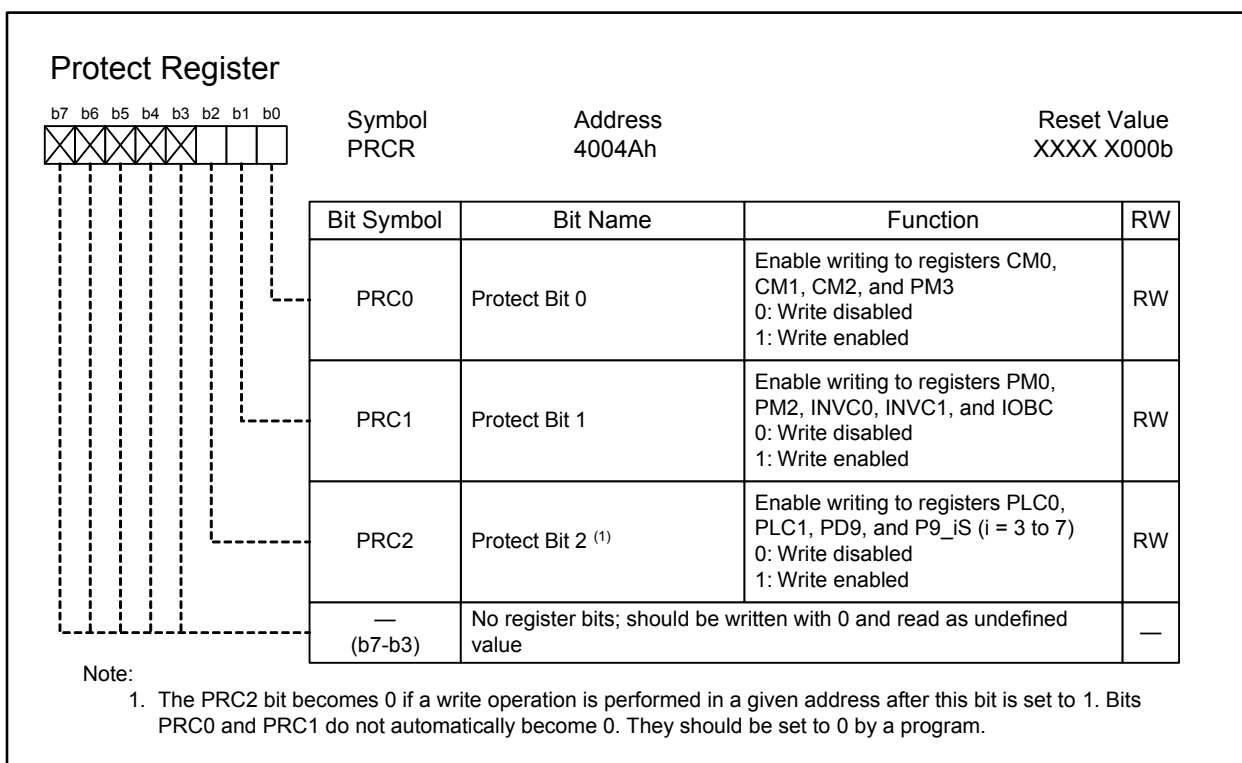 Protect Register
b7 b6 b5 b4 b3 b2 b1 b0
Symbol Address Reset Value
PRCR 4004Ah XXXX X000b
Bit Symbol Bit Name Function RW
PRC0 Protect Bit 0 Enable writing to registers CM0,
CM1, CM2, and PM3
0: Write disabled
1: Write enabled RW
PRC1 Protect Bit 1 Enable writing to registers PM0,
PM2, INVC0, INVC1, and IOBC
0: Write disabled
1: Write enabled RW
PRC2 Protect Bit 2 (1) Enable writing to registers PLC0,
PLC1, PD9, and P9_iS (i = 3 to 7)
0: Write disabled
1: Write enabled RW
—
(b7-b3) No register bits; should be written with 0 and read as undefined
value —
Note:
1. The PRC2 bit becomes 0 if a write operation is performed in a given address after this bit is set to 1. Bits
PRC0 and PRC1 do not automatically become 0. They should be set to 0 by a program.